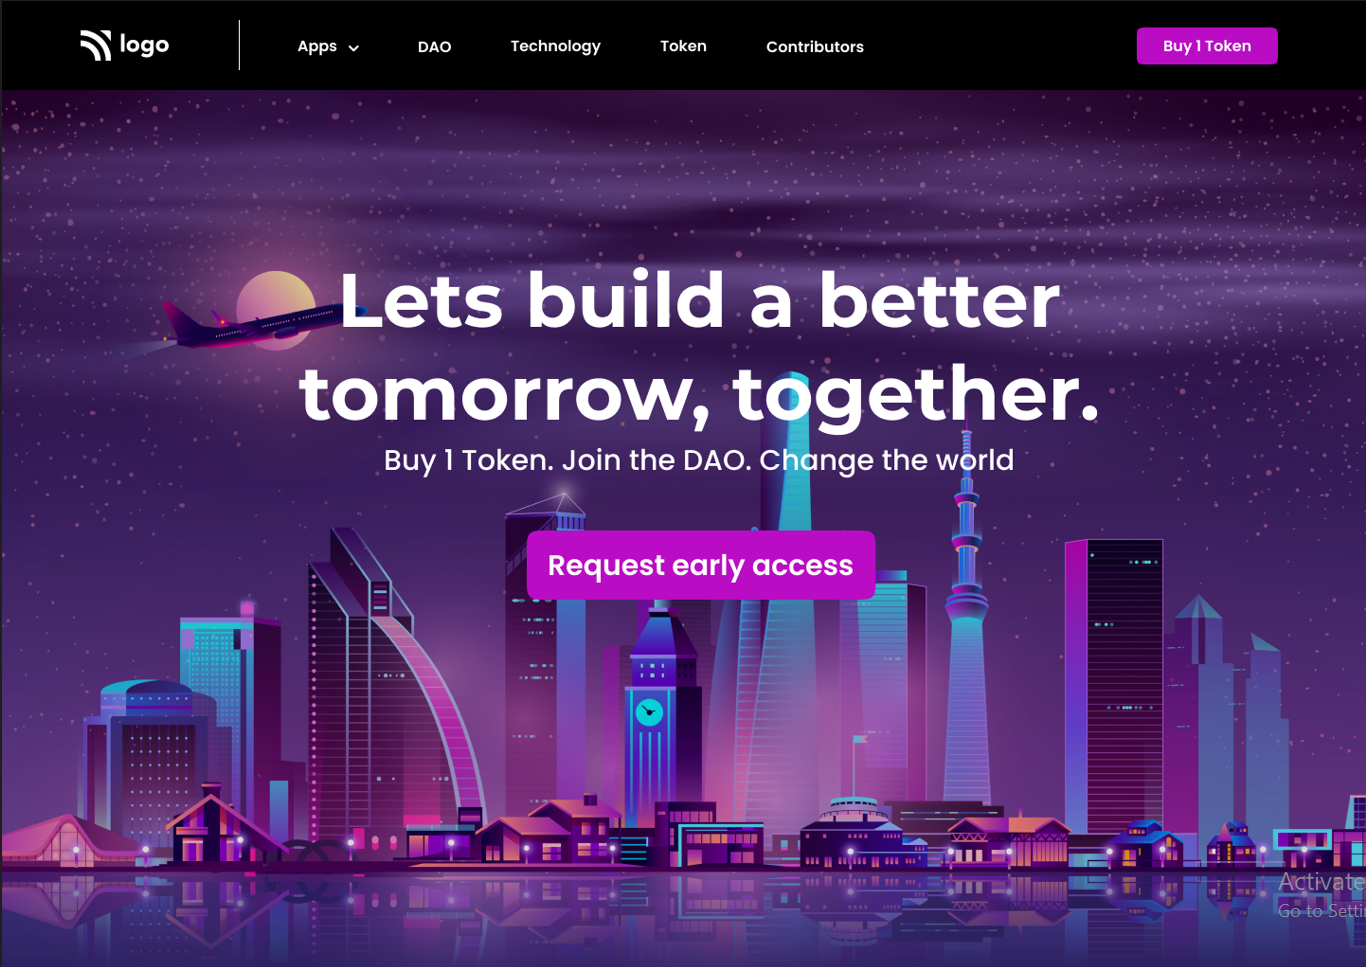 logo
Apps
DAO
Technology
Token
Contributors
Buy 1 Token
Lets build a better
tomorrow, together.
Buy 1 Token. Join the DAO. Change the world
Request early access
Activate
Go to Setti